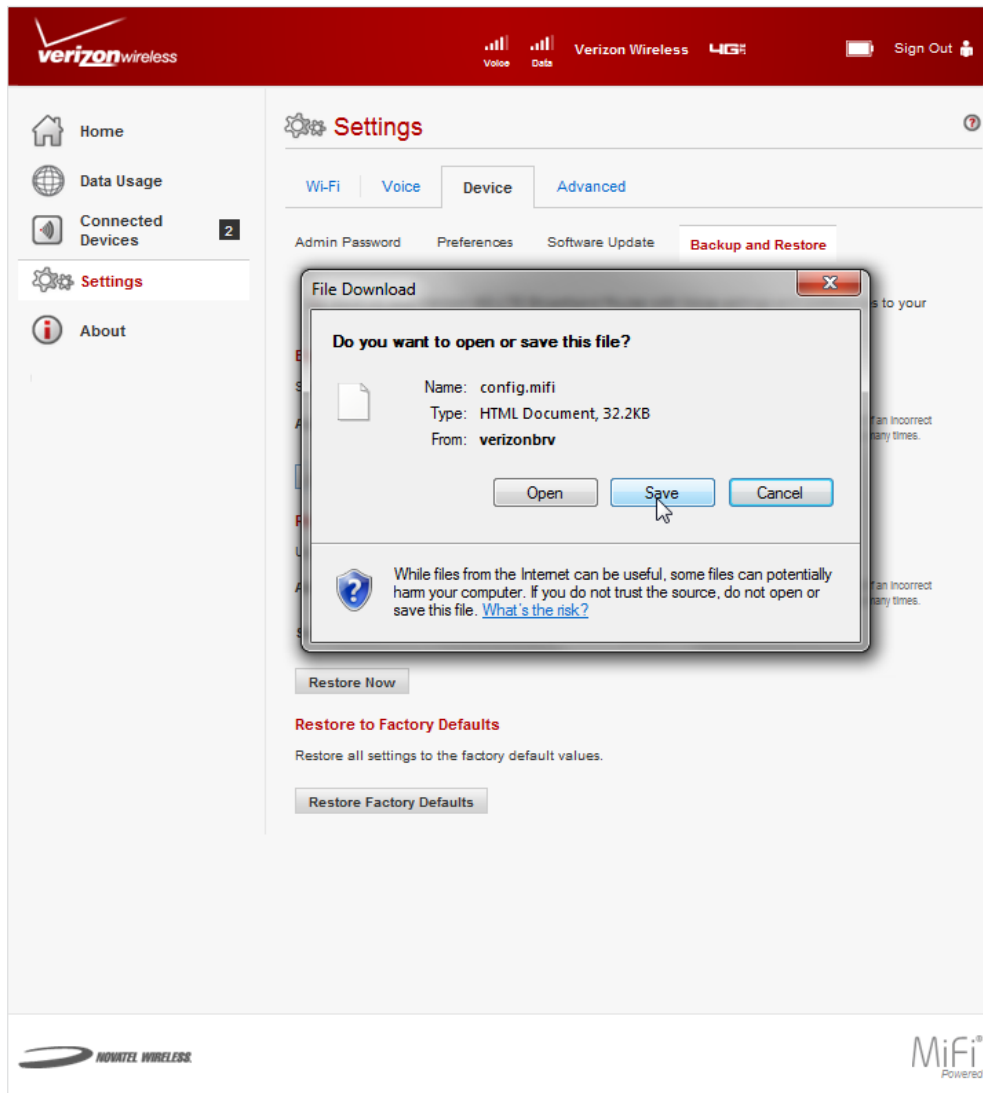 verizonwireless
Voice Data Verizon Wireless 4G LTE Sign Out
Home
Data Usage
Connected
Devices
2
Settings
About
Settings
?
Wi-Fi Voice Device Advanced
Admin Password Preferences Software Update Backup and Restore
File Download
X
s to your
Do you want to open or save this file?
Name: config.mifi
Type: HTML Document, 32.2KB
From: verizonbrv
f an incorrect
many times.
Open Save Cancel
While files from the Internet can be useful, some files can potentially
harm your computer. If you do not trust the source, do not open or
save this file. What's the risk?
f an incorrect
many times.
Restore Now
Restore to Factory Defaults
Restore all settings to the factory default values.
Restore Factory Defaults
NOVATEL WIRELESS.
MiFi®
Powered